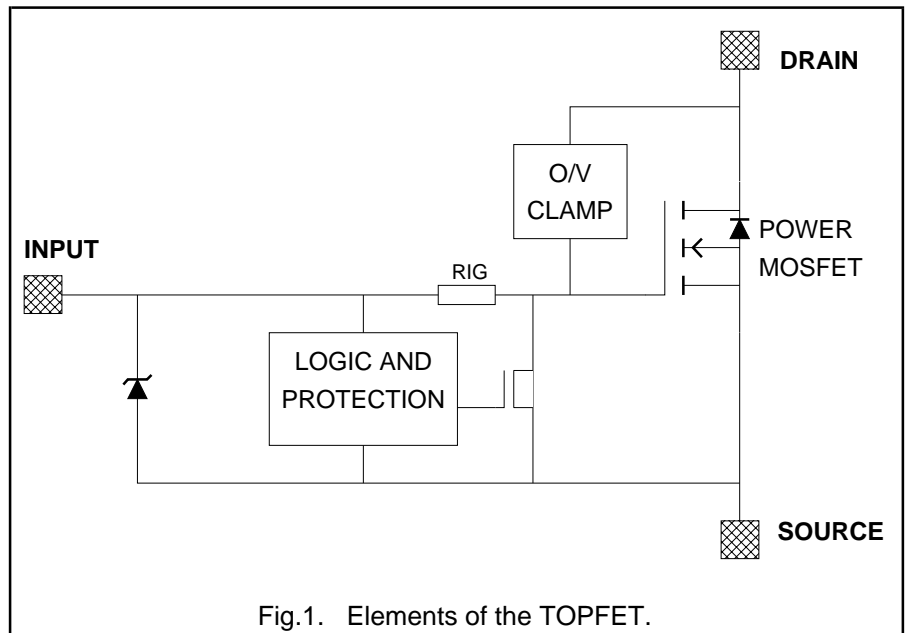 DRAIN
O/V
CLAMP
POWER
MOSFET
INPUT
RIG
LOGIC AND
PROTECTION
SOURCE
Fig.1. Elements of the TOPFET.